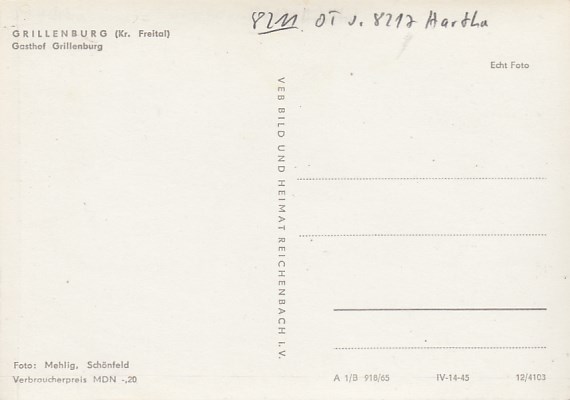 8211 OT v. 8217 Hartha
GRILLENBURG (Kr. Freital)
Gasthof Grillenburg
Echt Foto
VEB BILD UND HEIMAT REICHENBACH I. V.
Foto: Mehlig, Schönfeld
Verbraucherpreis MDN -,20
A 1/B 918/65 IV-14-45 12/4103